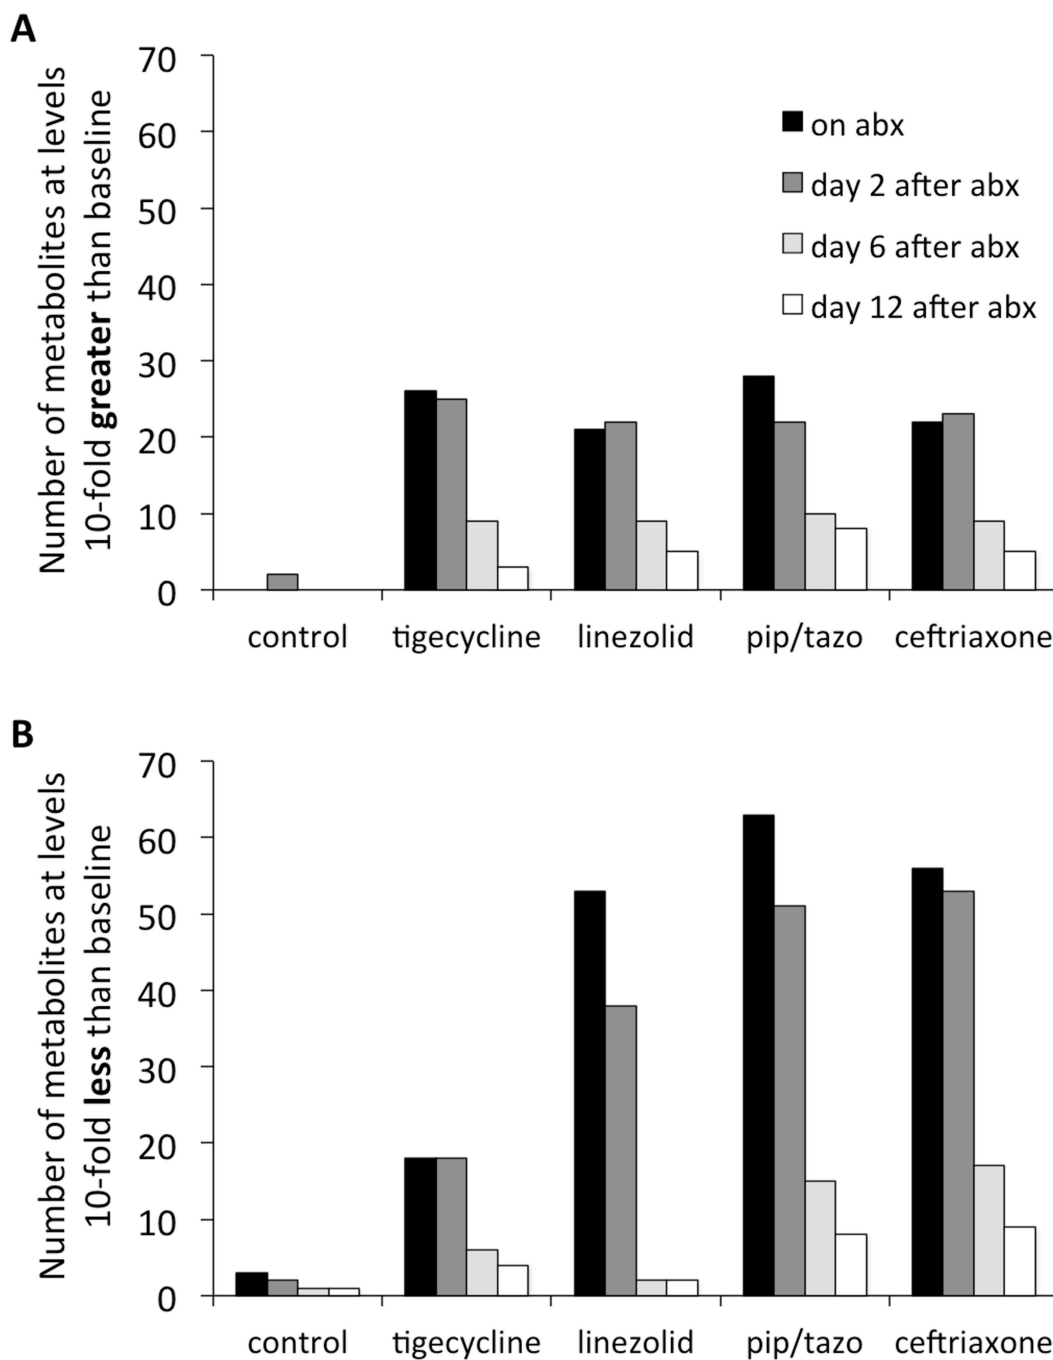 A
Number of metabolites at levels
10-fold greater than baseline
70
60
50
40
30
20
10
0
on abx
day 2 after abx
day 6 after abx
day 12 after abx
control
tigecycline
linezolid
pip/tazo
ceftriaxone
B
Number of metabolites at levels
10-fold less than baseline
70
60
50
40
30
20
10
0
control
tigecycline
linezolid
pip/tazo
ceftriaxone